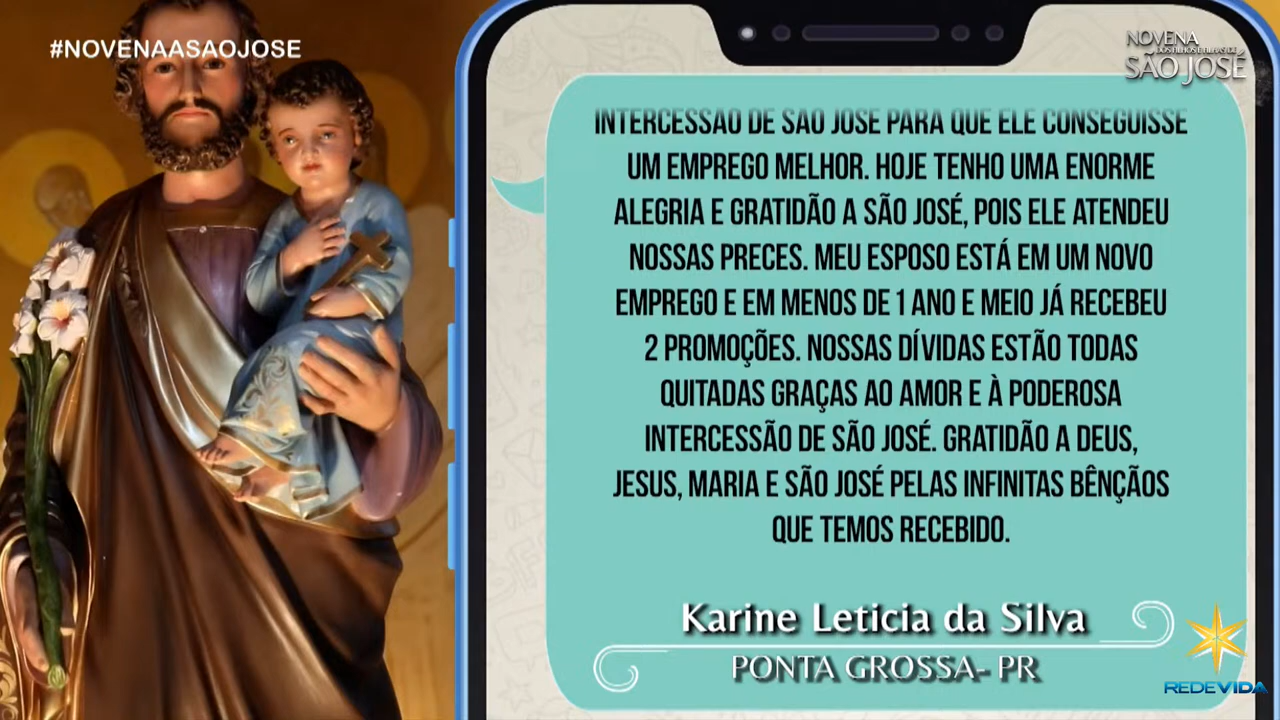 #NOVENAASAOJOSE
NOVENA
DOS FILHOS E FILHAS DE
SÃO JOSÉ
INTERCESSÃO DE SÃO JOSÉ PARA QUE ELE CONSEGUISSE
UM EMPREGO MELHOR. HOJE TENHO UMA ENORME
ALEGRIA E GRATIDÃO A SÃO JOSÉ, POIS ELE ATENDEU
NOSSAS PRECES. MEU ESPOSO ESTÁ EM UM NOVO
EMPREGO E EM MENOS DE 1 ANO E MEIO JÁ RECEBEU
2 PROMOÇÕES. NOSSAS DÍVIDAS ESTÃO TODAS
QUITADAS GRAÇAS AO AMOR E À PODEROSA
INTERCESSÃO DE SÃO JOSÉ. GRATIDÃO A DEUS,
JESUS, MARIA E SÃO JOSÉ PELAS INFINITAS BÊNÇÃOS
QUE TEMOS RECEBIDO.
Karine Leticia da Silva
PONTA GROSSA- PR
REDEVIDA